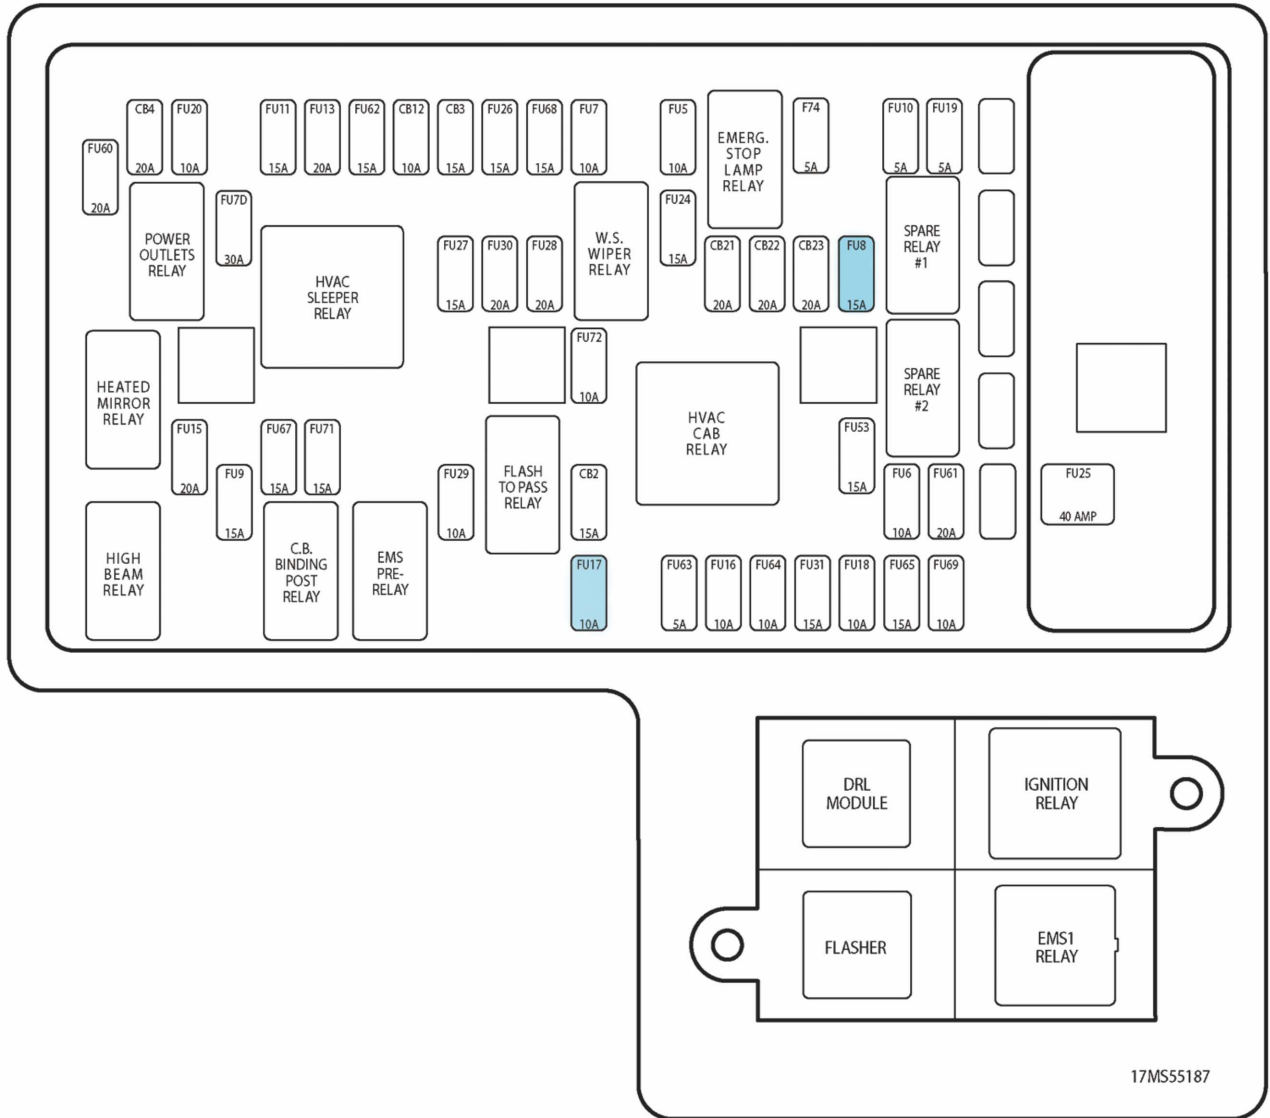 CB4 FU20 FU11 FU13 FU62 CB12 CB3 FU26 FU68 FU7 FU5 F74 FU10 FU19
20A 10A 15A 20A 15A 10A 15A 15A 15A 10A 10A 5A 5A 5A
FU60
20A
EMERG.
STOP
LAMP
RELAY
POWER
OUTLETS
RELAY
FU7D
30A
HVAC
SLEEPER
RELAY
FU27 FU30 FU28
15A 20A 20A
W.S.
WIPER
RELAY
FU24
15A
CB21 CB22 CB23 FU8
20A 20A 20A 15A
SPARE
RELAY
#1
HEATED
MIRROR
RELAY
FU72
10A
HVAC
CAB
RELAY
SPARE
RELAY
#2
FU15
20A
FU9
15A
FU67 FU71
15A 15A
FU29
10A
FLASH
TO PASS
RELAY
CB2
15A
FU53
15A
FU6 FU61
10A 20A
FU25
40 AMP
HIGH
BEAM
RELAY
C.B.
BINDING
POST
RELAY
EMS
PRE-
RELAY
FU17
10A
FU63 FU16 FU64 FU31 FU18 FU65 FU69
5A 10A 10A 15A 10A 15A 10A
DRL
MODULE
IGNITION
RELAY
FLASHER
EMS1
RELAY
17MS55187